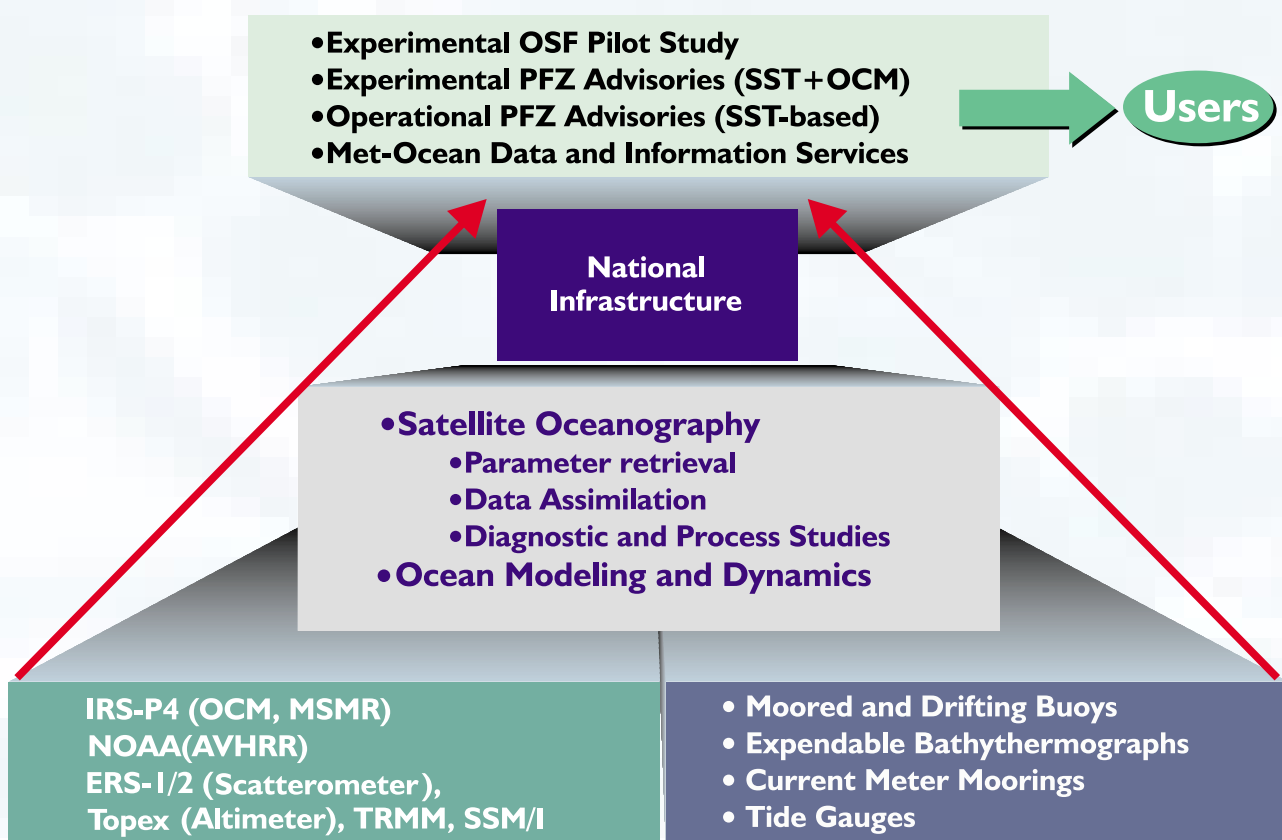 •Experimental OSF Pilot Study
•Experimental PFZ Advisories (SST+OCM)
•Operational PFZ Advisories (SST-based)
•Met-Ocean Data and Information Services
Users
National
Infrastructure
•Satellite Oceanography
•Parameter retrieval
•Data Assimilation
•Diagnostic and Process Studies
•Ocean Modeling and Dynamics
IRS-P4 (OCM, MSMR)
NOAA(AVHRR)
ERS-1/2 (Scatterometer),
Topex (Altimeter), TRMM, SSM/I
• Moored and Drifting Buoys
• Expendable Bathythermographs
• Current Meter Moorings
• Tide Gauges